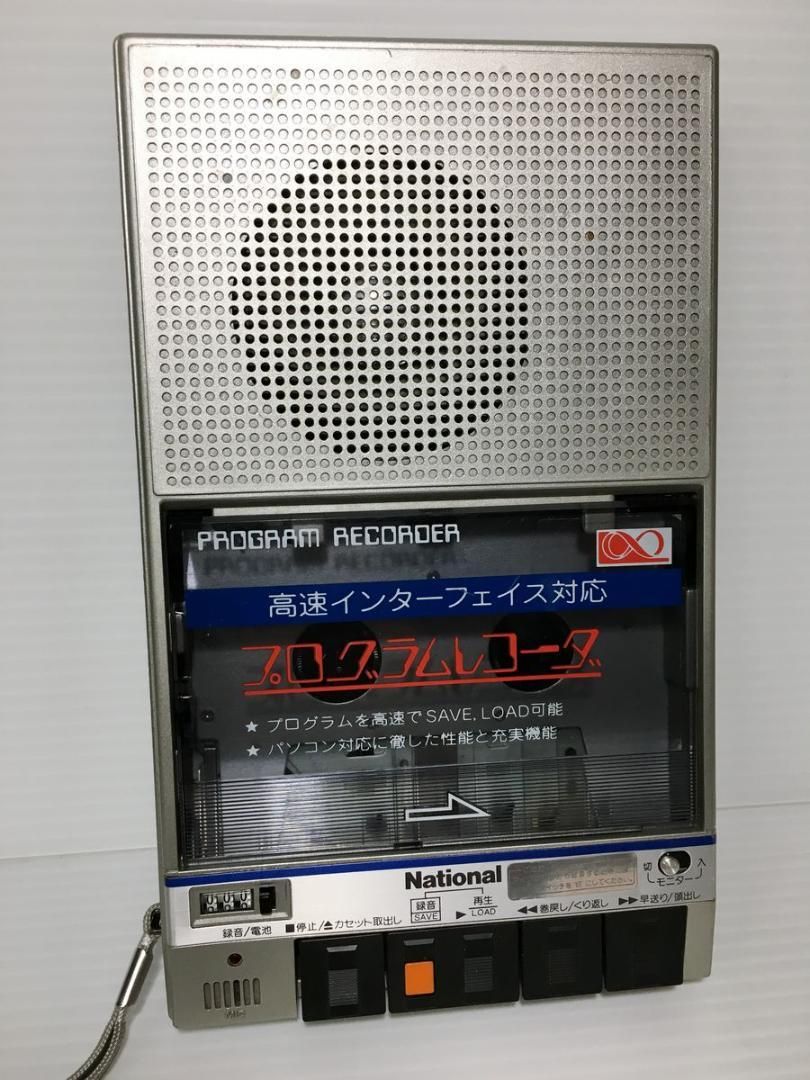 PROGRAM RECORDER
高速インターフェイス対応
プログラムレコーダ
★ プログラムを高速でSAVE, LOAD可能
★ パソコン対応に徹した性能と充実機能
National
切 入
モニター
録音/電池
■停止/▲カセット取出し
録音
SAVE
再生
▶ LOAD
◀◀ 巻戻し/くり返し
▶▶ 早送り/頭出し
MIC